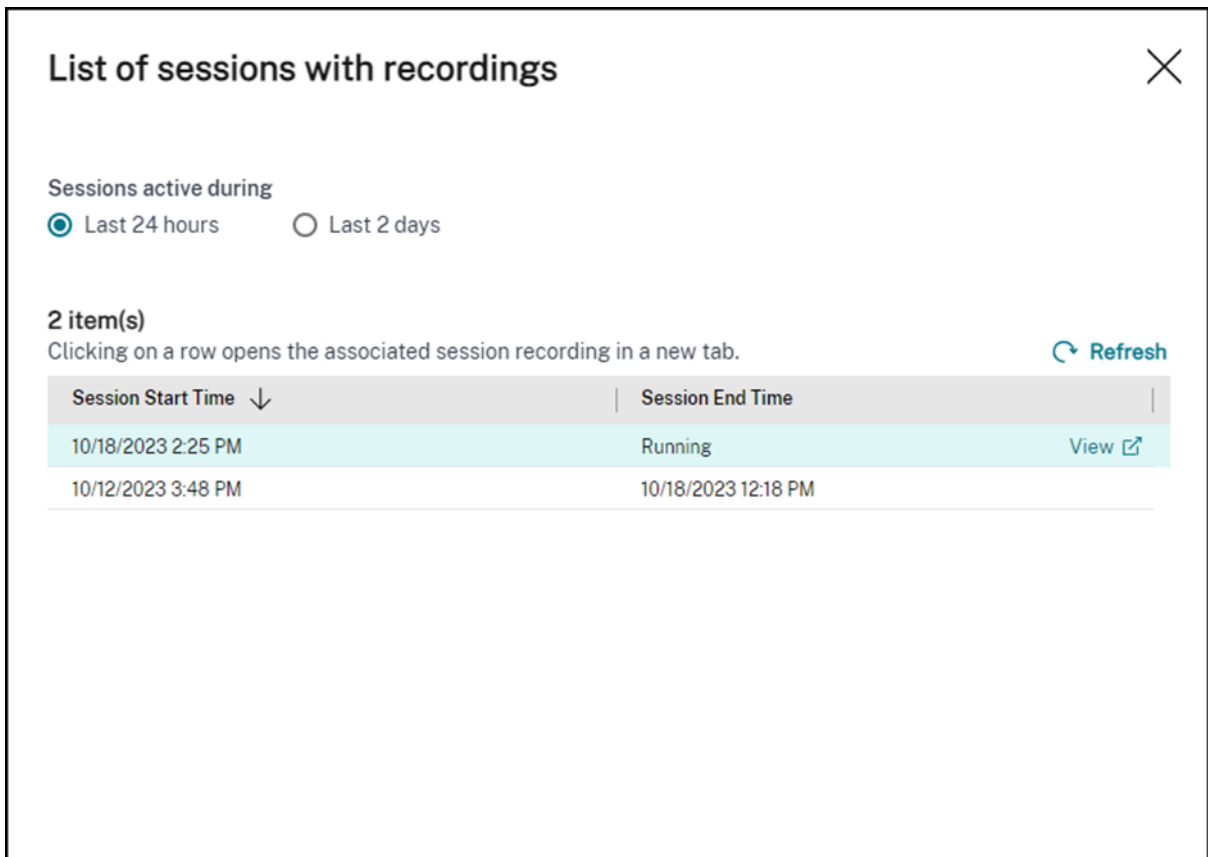 List of sessions with recordings
Sessions active during
Last 24 hours Last 2 days
2 item(s)
Clicking on a row opens the associated session recording in a new tab. Refresh
Session Start Time Session End Time
10/18/2023 2:25 PM Running View
10/12/2023 3:48 PM 10/18/2023 12:18 PM